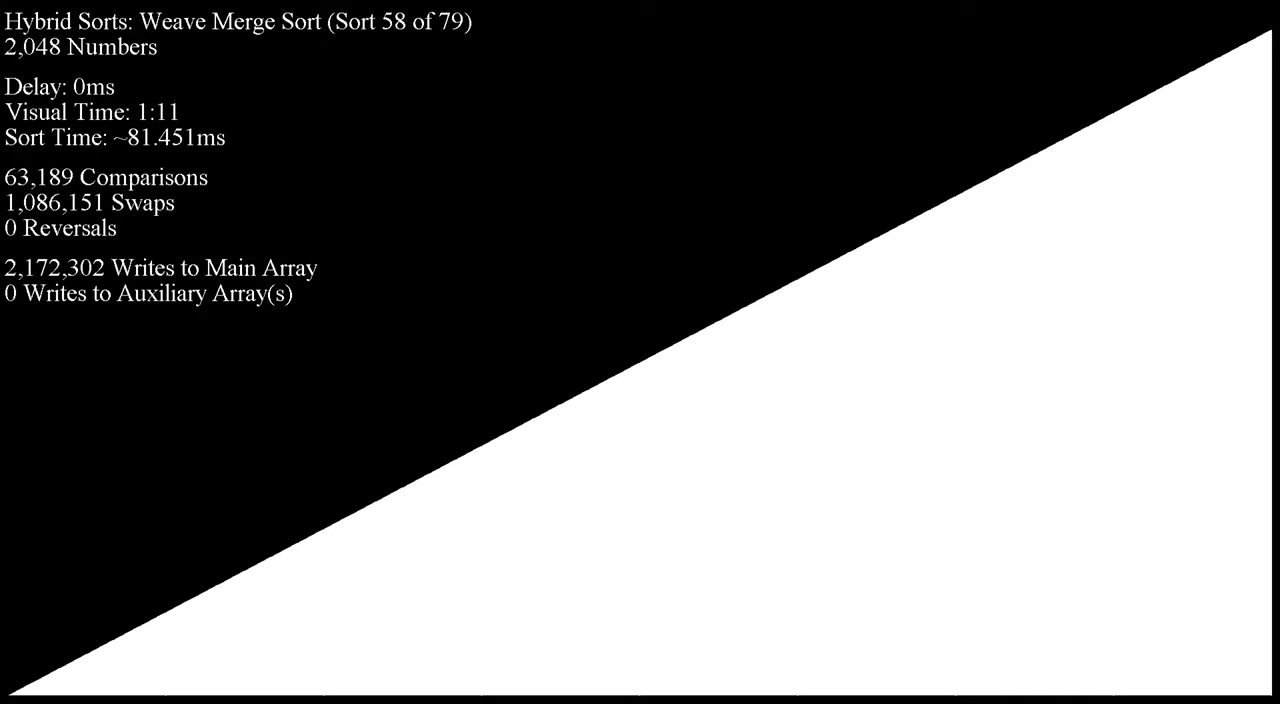 Hybrid Sorts: Weave Merge Sort (Sort 58 of 79)
2,048 Numbers
Delay: 0ms
Visual Time: 1:11
Sort Time: ~81.451ms
63,189 Comparisons
1,086,151 Swaps
0 Reversals
2,172,302 Writes to Main Array
0 Writes to Auxiliary Array(s)